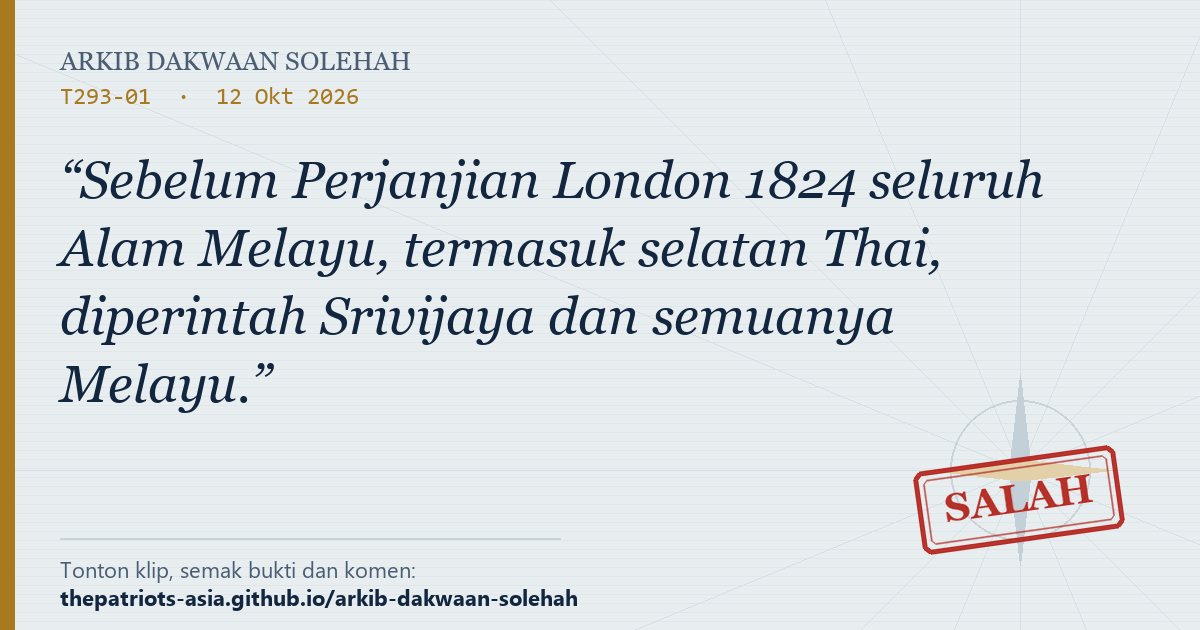 ARKIB DAKWAAN SOLEHAH
T293-01 · 12 Okt 2026
“Sebelum Perjanjian London 1824 seluruh
Alam Melayu, termasuk selatan Thai,
diperintah Srivijaya dan semuanya
Melayu.”
SALAH
Tonton klip, semak bukti dan komen:
thepatriots-asia.github.io/arkib-dakwaan-solehah